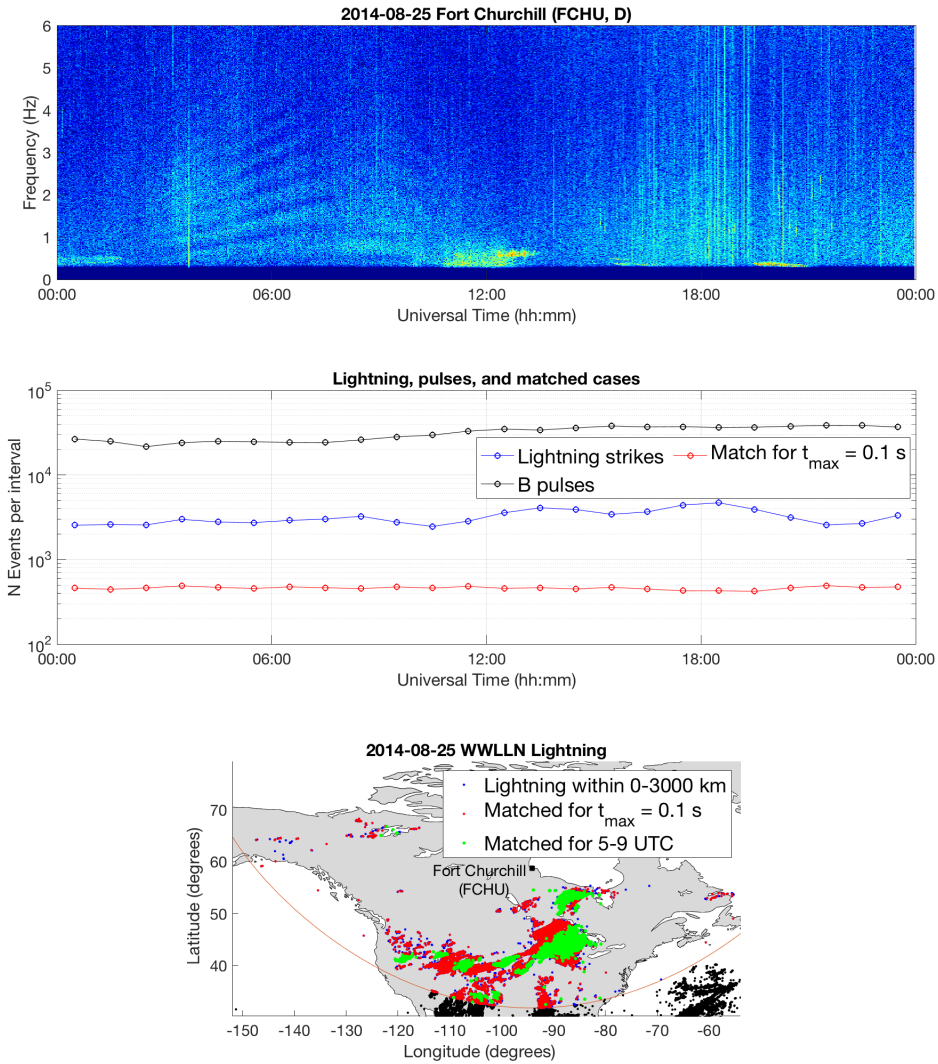 2014-08-25 Fort Churchill (FCHU, D)
6
5
4
3
2
1
0
Frequency (Hz)
00:00 06:00 12:00 18:00 00:00
Universal Time (hh:mm)
Lightning, pulses, and matched cases
10^5
10^4
10^3
10^2
N Events per interval
Lightning strikes
Match for t_max = 0.1 s
B pulses
00:00 06:00 12:00 18:00 00:00
Universal Time (hh:mm)
2014-08-25 WWLLN Lightning
Lightning within 0-3000 km
Matched for t_max = 0.1 s
Matched for 5-9 UTC
Fort Churchill
(FCHU)
70
60
50
40
Latitude (degrees)
-150 -140 -130 -120 -110 -100 -90 -80 -70 -60
Longitude (degrees)